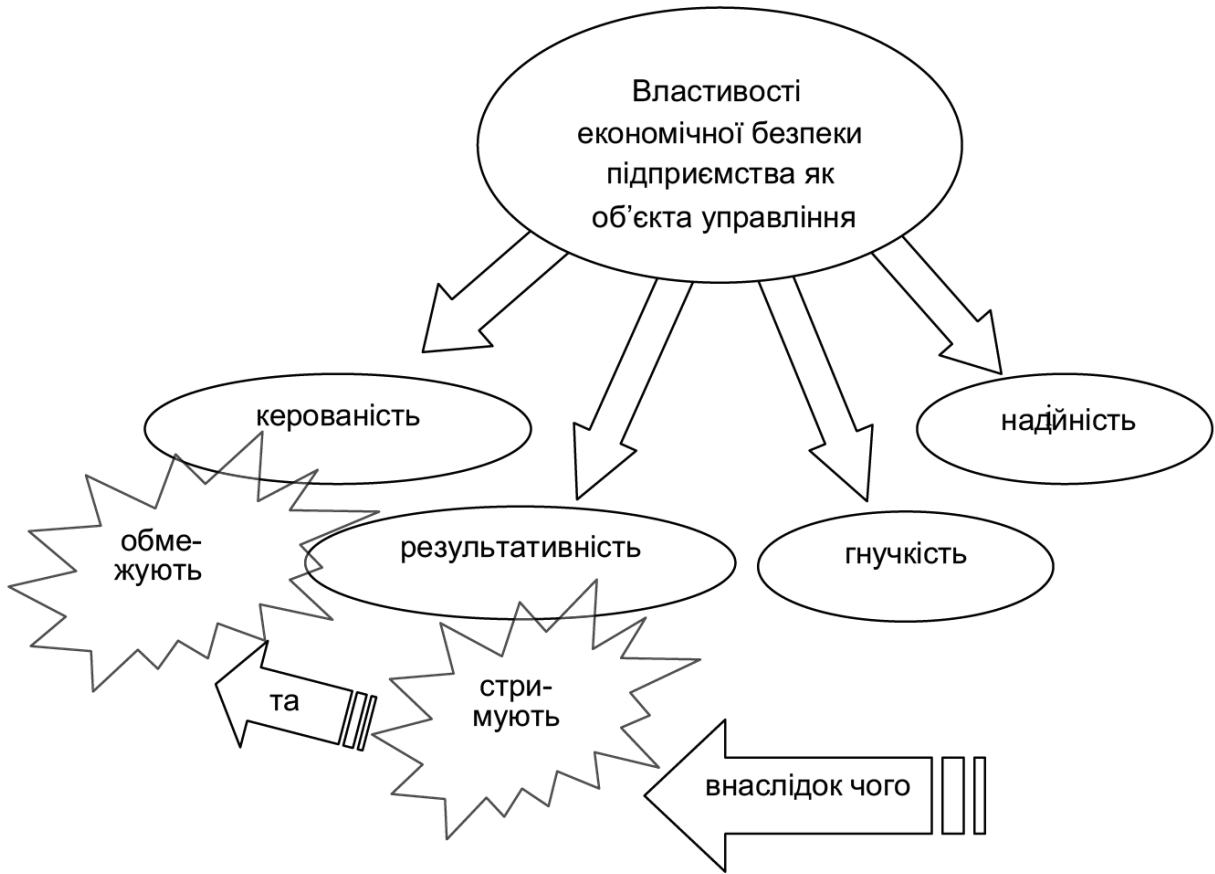 Властивості
економічної безпеки
підприємства як
об’єкта управління
керованість
надійність
результативність
гнучкість
обме-
жують
стри-
мують
та
внаслідок чого